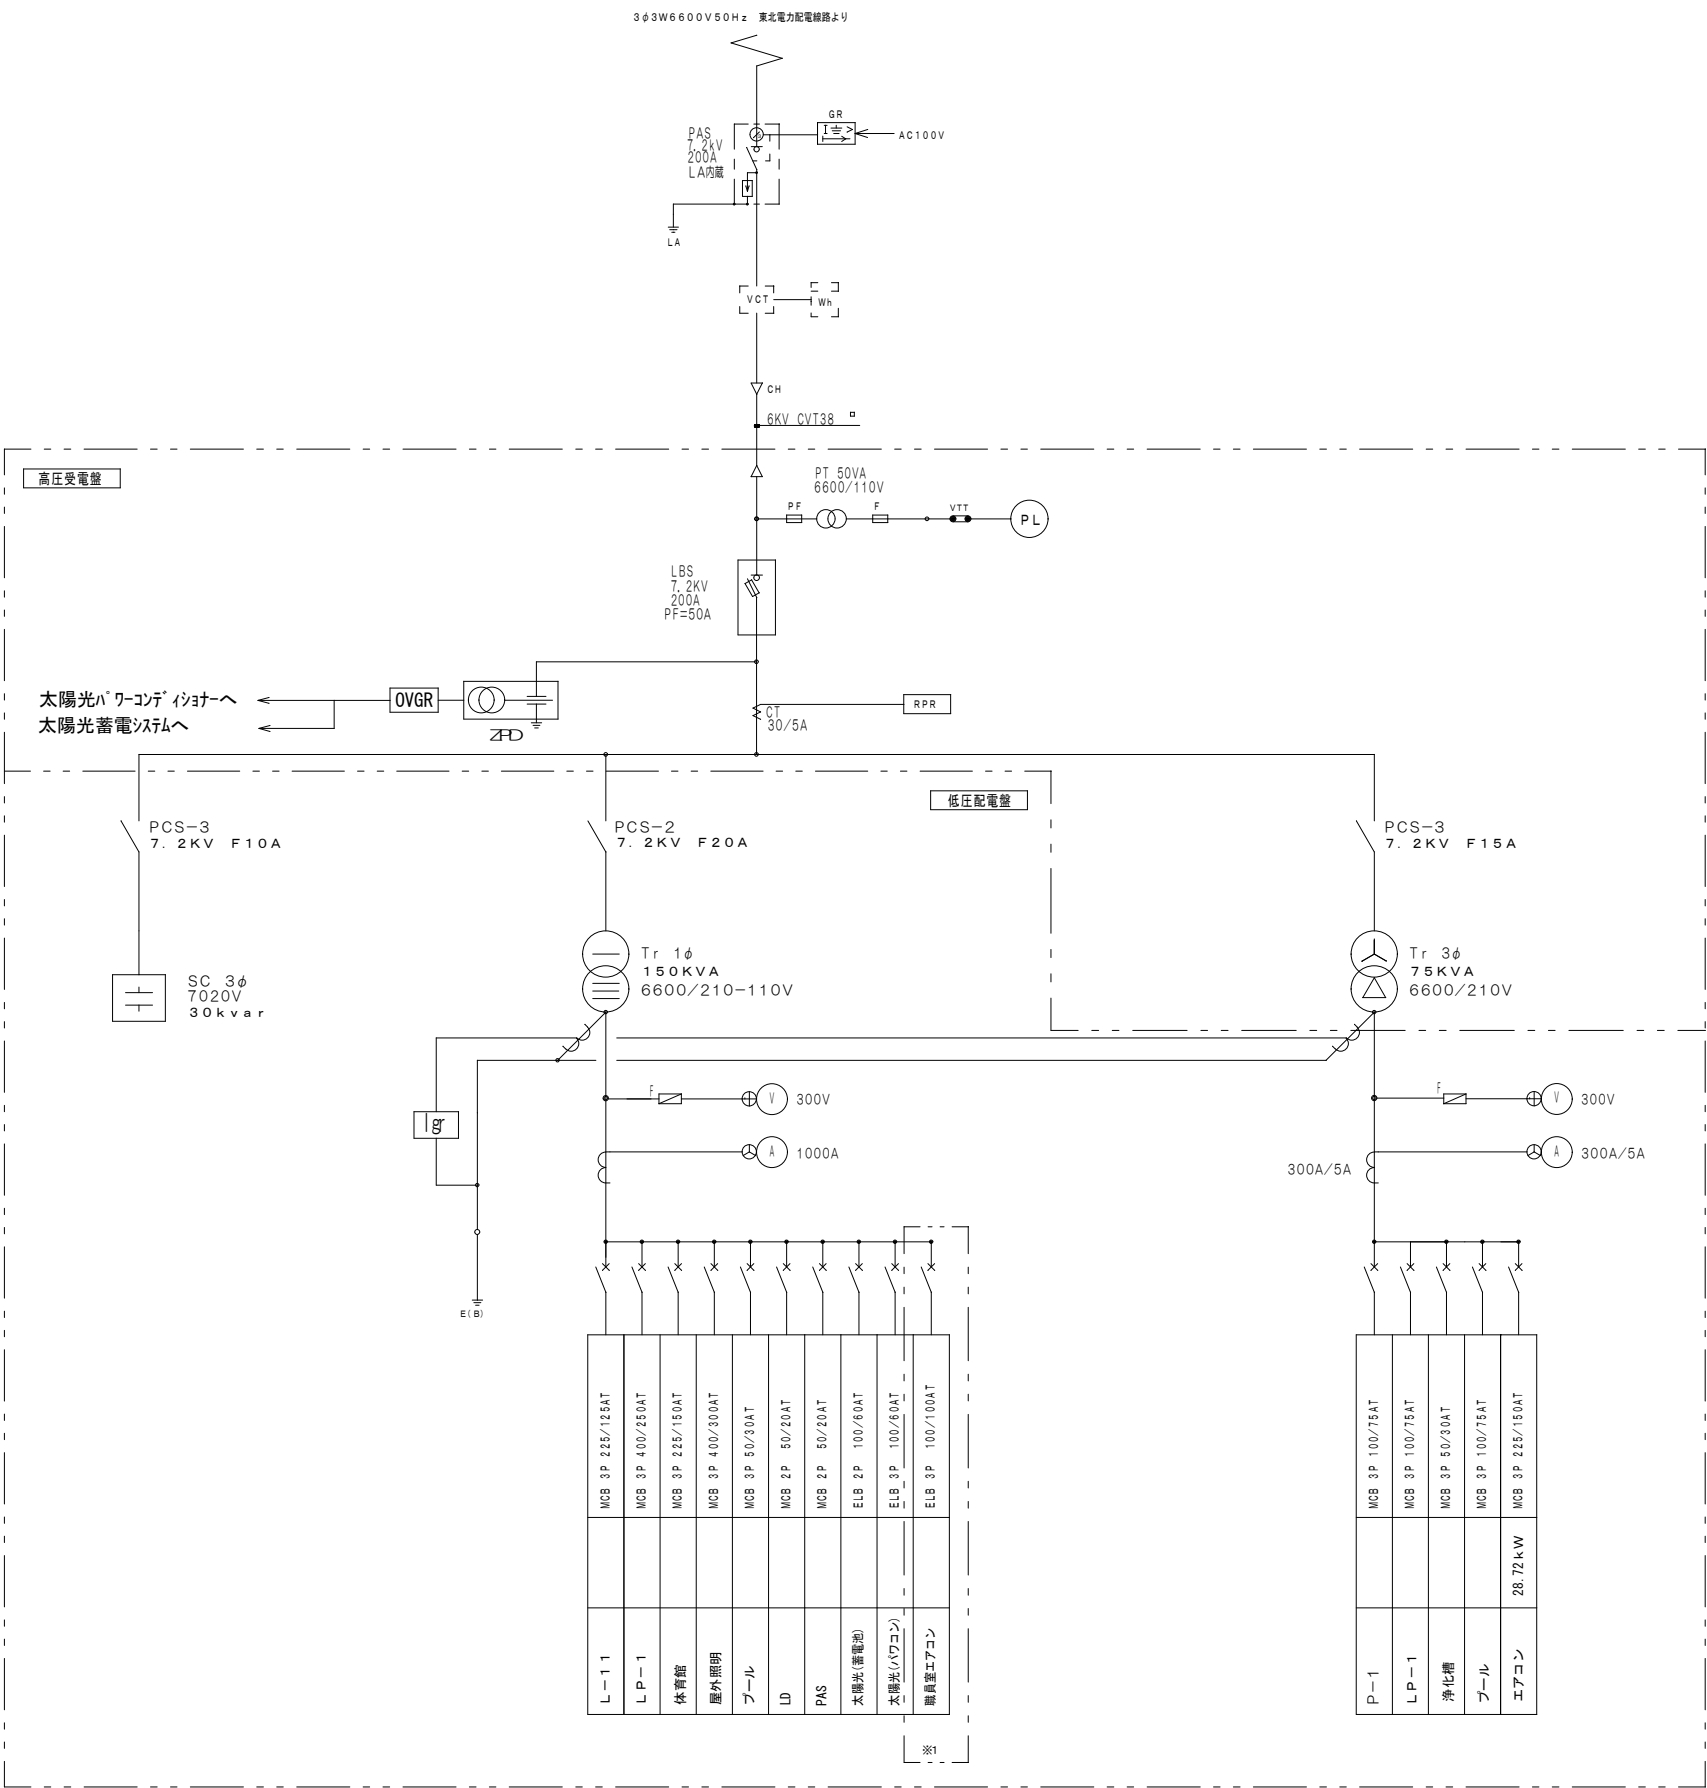 3φ3W6600V50Hz 東北電力配電線路より
GR
I >
AC100V
PAS
7.2kV
200A
LA内蔵
LA
VCT
Wh
CH
6KV CVT38 □
高圧受電盤
PT 50VA
6600/110V
PF
F
VTT
PL
LBS
7.2KV
200A
PF=50A
太陽光ﾊﾟﾜｰｺﾝﾃﾞｨｼｮﾅｰへ
太陽光蓄電ｼｽﾃﾑへ
OVGR
ZPD
CT
30/5A
RPR
低圧配電盤
PCS-3
7.2KV F10A
PCS-2
7.2KV F20A
PCS-3
7.2KV F15A
SC 3φ
7020V
30kvar
Tr 1φ
150KVA
6600/210-110V
Tr 3φ
75KVA
6600/210V
Igr
E(B)
F
V
300V
A
1000A
F
V
300V
300A/5A
A
300A/5A
MCB 3P 225/125AT
L-11
MCB 3P 400/250AT
LP-1
MCB 3P 225/150AT
体育館
MCB 3P 400/300AT
屋外照明
MCB 3P 50/30AT
プール
MCB 2P 50/20AT
LD
MCB 2P 50/20AT
PAS
ELB 2P 100/60AT
太陽光(蓄電池)
ELB 3P 100/60AT
太陽光(パワコン)
ELB 3P 100/100AT
職員室エアコン
※1
MCB 3P 100/75AT
P-1
MCB 3P 100/75AT
LP-1
MCB 3P 50/30AT
浄化槽
MCB 3P 100/75AT
プール
MCB 3P 225/150AT
28.72kW
エアコン